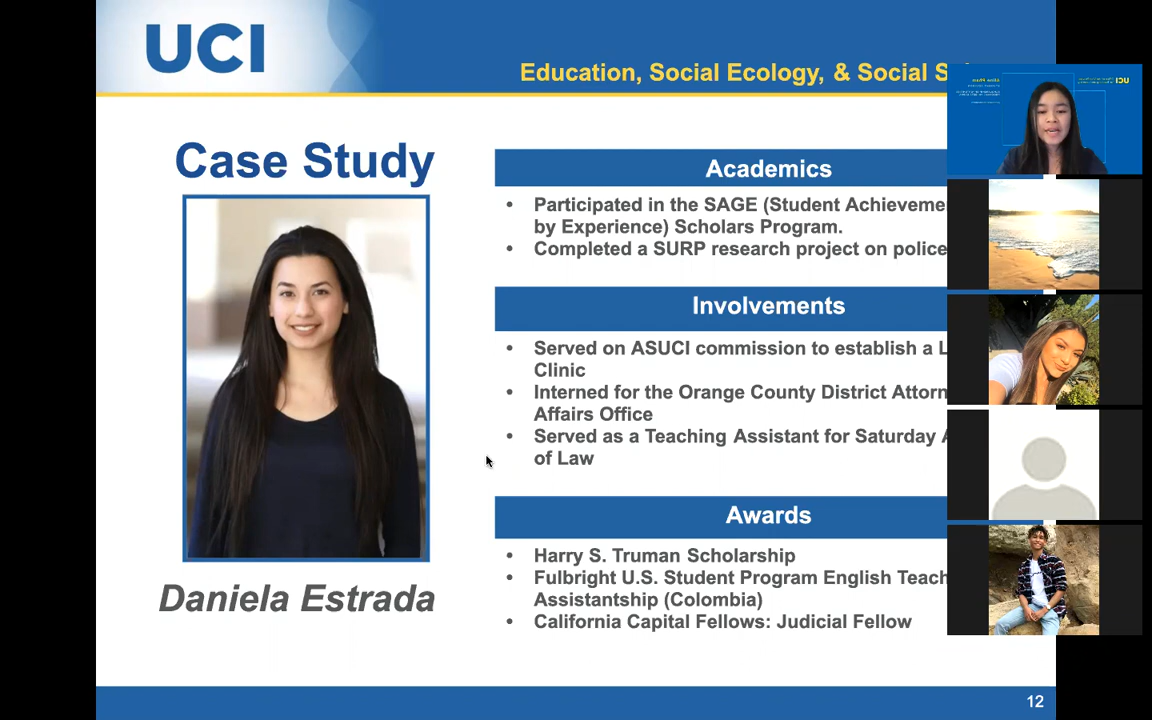 UCI
Education, Social Ecology, & Social
Case Study
Academics
• Participated in the SAGE (Student
by Experience) Scholars Program.
• Completed a SURP research project on police
Involvements
• Served on ASUCI commission to establish a
Clinic
• Interned for the Orange County District
Affairs Office
• Served as a Teaching Assistant for Saturday
of Law
Awards
• Harry S. Truman Scholarship
• Fulbright U.S. Student Program English
Assistantship (Colombia)
• California Capital Fellows: Judicial Fellow
Daniela Estrada
12